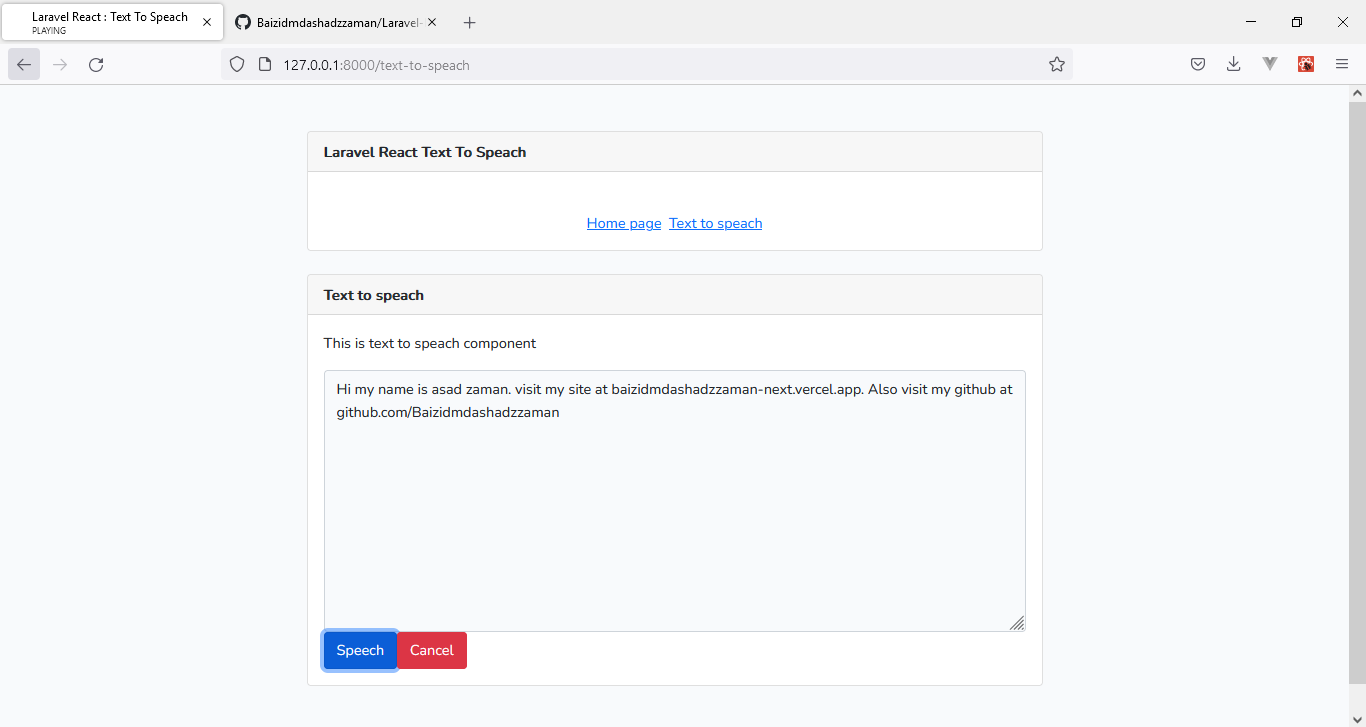 Laravel React : Text To Speach
PLAYING
Baizidmdashadzzaman/Laravel-
127.0.0.1:8000/text-to-speach
Laravel React Text To Speach
Home page Text to speach
Text to speach
This is text to speach component
Hi my name is asad zaman. visit my site at baizidmdashadzzaman-next.vercel.app. Also visit my github at
github.com/Baizidmdashadzzaman
Speech Cancel